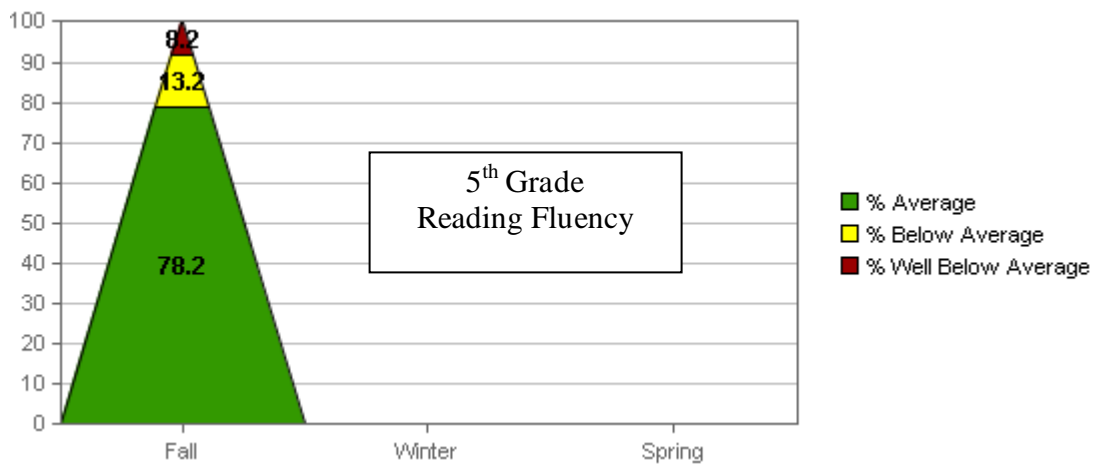 100
90
80
70
60
50
40
30
20
10
0
8.2
13.2
78.2
5th Grade
Reading Fluency
Fall
Winter
Spring
% Average
% Below Average
% Well Below Average